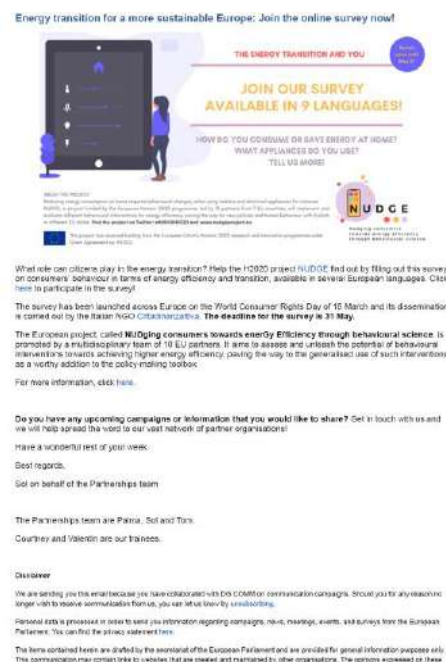 Energy transition for a more sustainable Europe: Join the online survey now!
THE ENERGY TRANSITION AND YOU
JOIN OUR SURVEY
AVAILABLE IN 9 LANGUAGES!
HOW DO YOU CONSUME OR SAVE ENERGY AT HOME?
WHAT APPLIANCES DO YOU USE?
TELL US MORE!
ABOUT THE PROJECT
NUDGE
What role can citizens play in the energy transition? Help the H2020 project NUDGE find out by filling out this survey
on consumers' behaviour in terms of energy efficiency and transition, available in several European languages. Click
here to participate in the survey!
The survey has been launched across Europe on the World Consumer Rights Day of 15 March and its dissemination
is carried out by the Italian NGO Cittadinanzattiva. The deadline for the survey is 31 May.
The European project, called NUDging consumers towards enerGy Efficiency through behavioural science, is
promoted by a multidisciplinary team of 10 EU partners. It aims to assess and unleash the potential of behavioural
interventions towards achieving higher energy efficiency, paving the way to the generalised use of such interventions
as a worthy addition to the policy-making toolbox.
For more information, click here.
Do you have any upcoming campaigns or information that you would like to share? Get in touch with us and
we will help spread the word to our vast network of partner organisations!
Have a wonderful rest of your week.
Best regards,
Sol on behalf of the Partnerships team
The Partnerships team are Palma, Sol and Tom.
Courtney and Valentin are our trainees.
Disclaimer
We are sending you this email because you have collaborated with DG COMM on communication campaigns. Should you for any reason no
longer wish to receive communication from us, you can let us know by unsubscribing.
Personal data is processed in order to send you information regarding campaigns, news, meetings, events, and surveys from the European
Parliament. You can find the privacy statement here.
The items contained herein are drafted by the secretariat of the European Parliament and are provided for general information purposes only.
This communication may contain links to websites that are created and maintained by other organisations. The opinions expressed on these